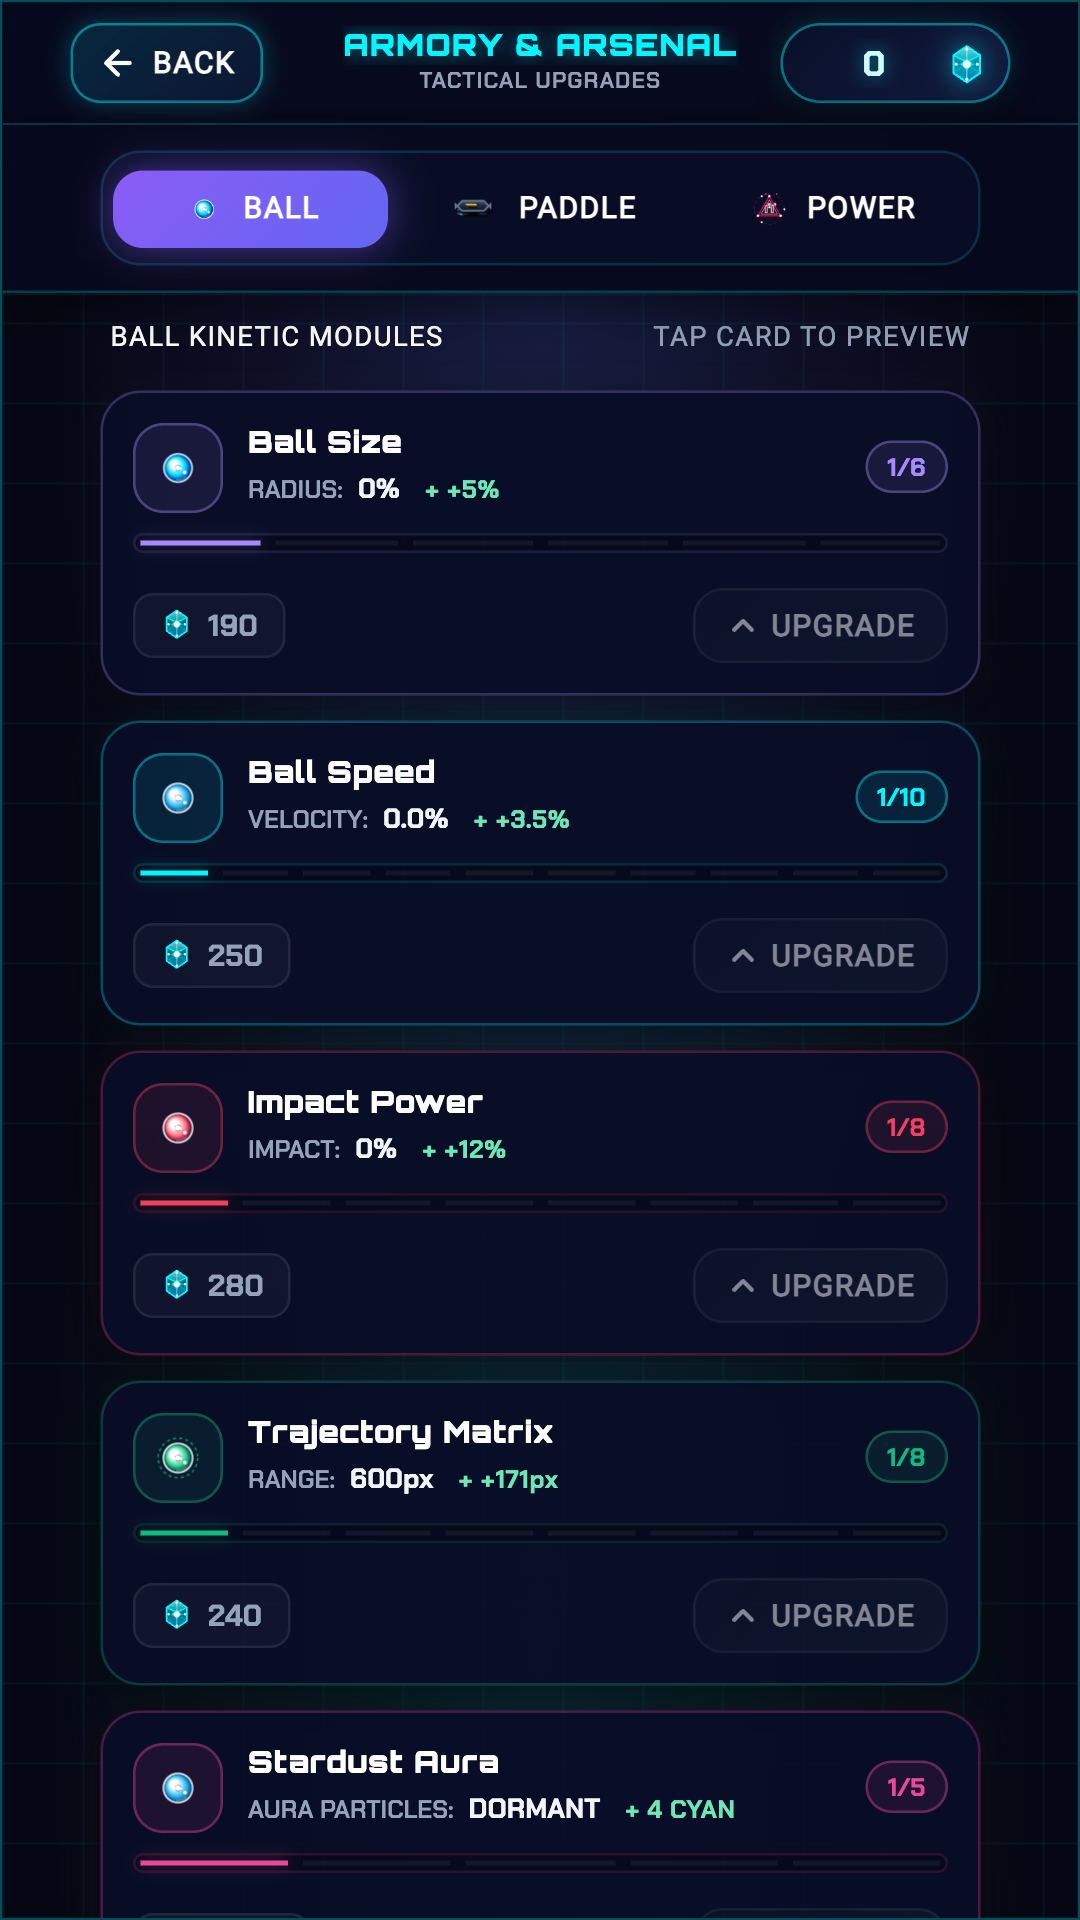 BACK
ARMORY & ARSENAL
TACTICAL UPGRADES
0
BALL
PADDLE
POWER
BALL KINETIC MODULES
TAP CARD TO PREVIEW
Ball Size
RADIUS: 0% + +5%
1/6
190
UPGRADE
Ball Speed
VELOCITY: 0.0% + +3.5%
1/10
250
UPGRADE
Impact Power
IMPACT: 0% + +12%
1/8
280
UPGRADE
Trajectory Matrix
RANGE: 600px + +171px
1/8
240
UPGRADE
Stardust Aura
AURA PARTICLES: DORMANT + 4 CYAN
1/5